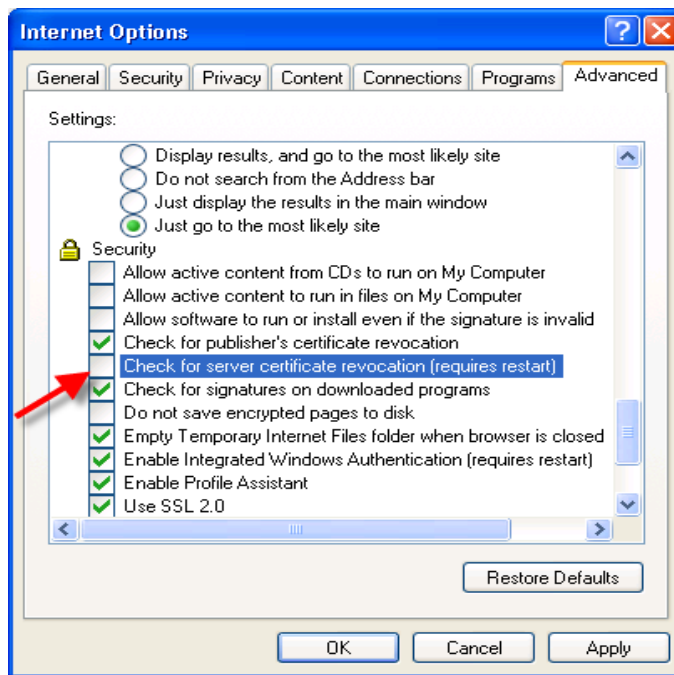 Internet Options
General Security Privacy Content Connections Programs Advanced
Settings:
Display results, and go to the most likely site
Do not search from the Address bar
Just display the results in the main window
Just go to the most likely site
Security
Allow active content from CDs to run on My Computer
Allow active content to run in files on My Computer
Allow software to run or install even if the signature is invalid
Check for publisher's certificate revocation
Check for server certificate revocation (requires restart)
Check for signatures on downloaded programs
Do not save encrypted pages to disk
Empty Temporary Internet Files folder when browser is closed
Enable Integrated Windows Authentication (requires restart)
Enable Profile Assistant
Use SSL 2.0
Restore Defaults
OK Cancel Apply